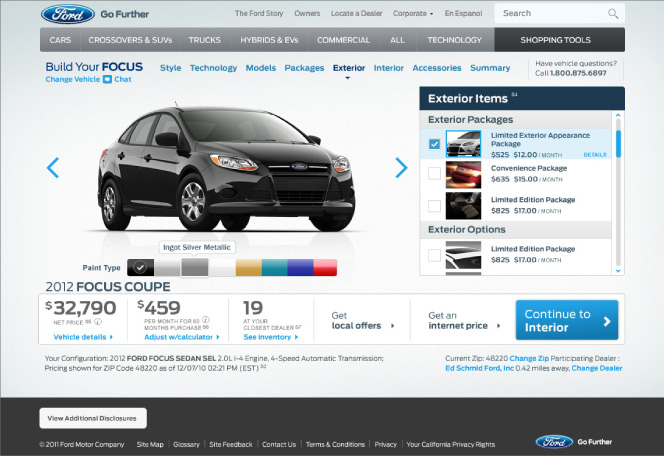 Ford Go Further
The Ford Story Owners Locate a Dealer Corporate En Espanol Search
CARS CROSSOVERS & SUVs TRUCKS HYBRIDS & EVs COMMERCIAL ALL TECHNOLOGY SHOPPING TOOLS
Build Your FOCUS
Change Vehicle Chat
Style Technology Models Packages Exterior Interior Accessories Summary
Have vehicle questions?
Call 1.800.875.6897
Exterior Items 84
Exterior Packages
Limited Exterior Appearance
Package
$525 $12.00 / MONTH DETAILS
Convenience Package
$635 $15.00 / MONTH
Limited Edition Package
$825 $17.00 / MONTH
Exterior Options
Limited Edition Package
$825 $17.00 / MONTH
Ingot Silver Metallic
Paint Type
2012 FOCUS COUPE
$32,790
NET PRICE
Vehicle details
$459
PER MONTH FOR 60
MONTHS PURCHASE
Adjust w/calculator
19
AT YOUR
CLOSEST DEALER
See inventory
Get
local offers
Get an
internet price
Continue to
Interior
Your Configuration: 2012 FORD FOCUS SEDAN SEL 2.0L I-4 Engine, 4-Speed Automatic Transmission;
Pricing shown for ZIP Code 48220 as of 12/07/10 02:21 PM (EST)
Current Zip: 48220 Change Zip Participating Dealer :
Ed Schmid Ford, Inc 0.42 miles away, Change Dealer
View Additional Disclosures
© 2011 Ford Motor Company Site Map Glossary Site Feedback Contact Us Terms & Conditions Privacy Your California Privacy Rights
Ford Go Further